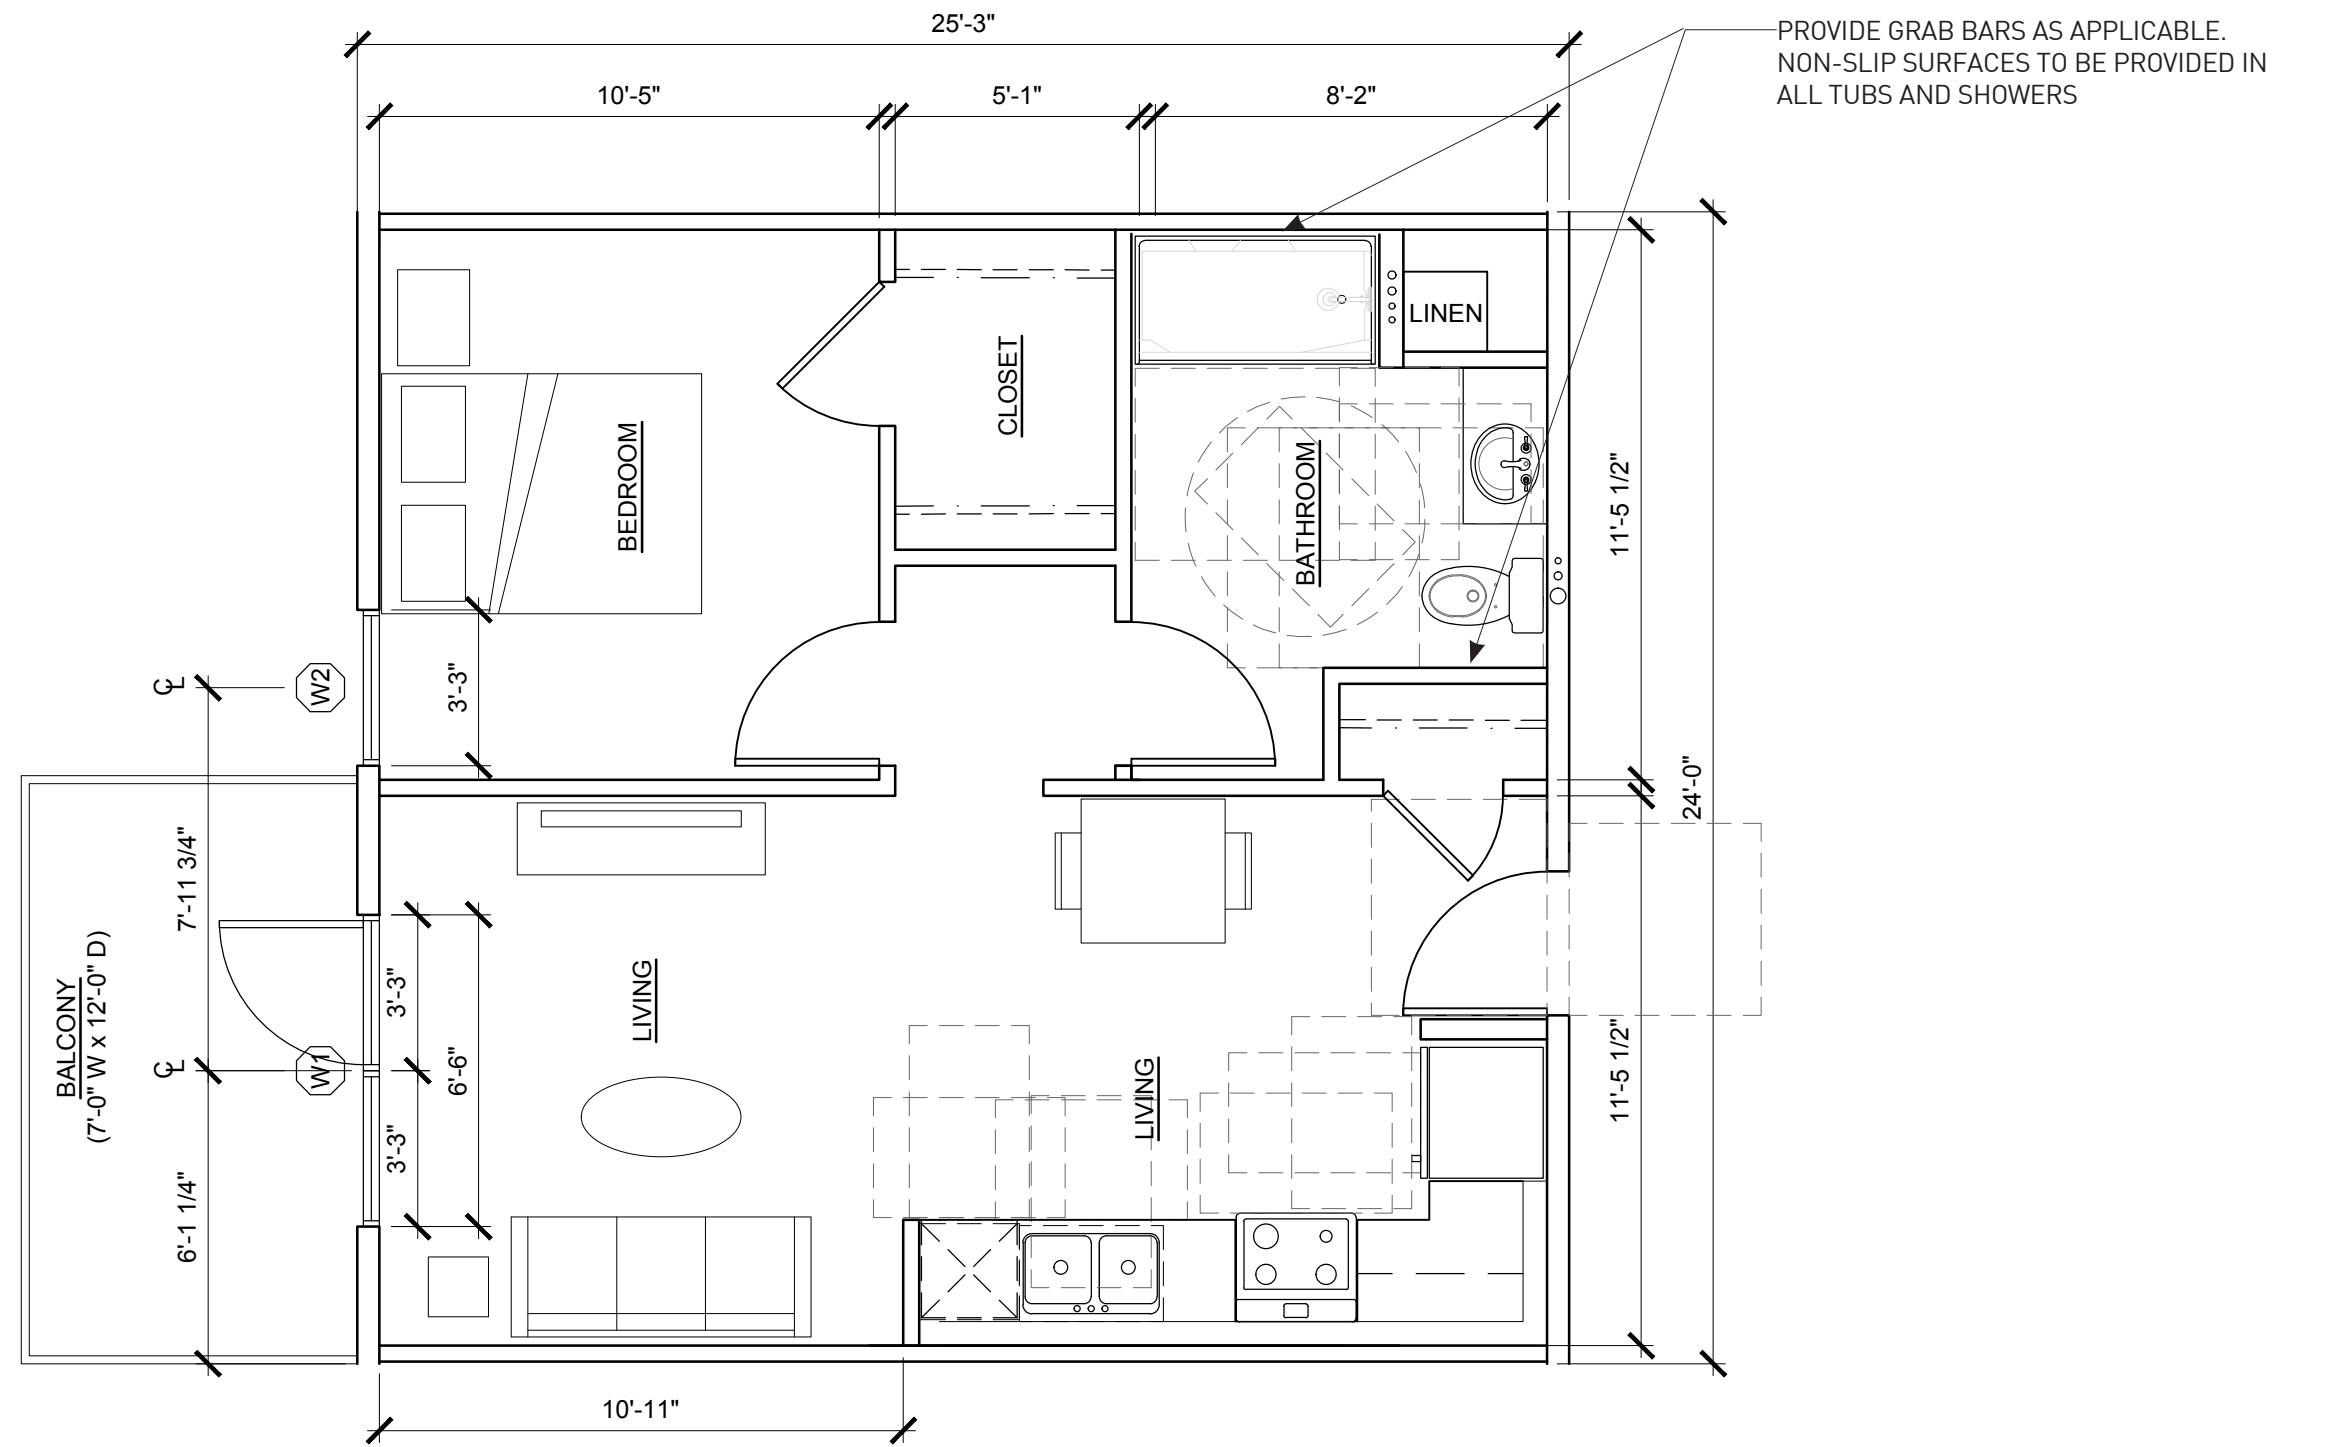 25'-3"
PROVIDE GRAB BARS AS APPLICABLE.
NON-SLIP SURFACES TO BE PROVIDED IN
ALL TUBS AND SHOWERS
10'-5"
5'-1"
8'-2"
LINEN
CLOSET
BEDROOM
BATHROOM
11'-5 1/2"
24'-0"
CL
W2
3'-3"
7'-11 3/4"
BALCONY
(7'-0" W x 12'-0" D)
3'-3"
LIVING
CL
W1
6'-6"
LIVING
11'-5 1/2"
3'-3"
6'-1 1/4"
10'-11"